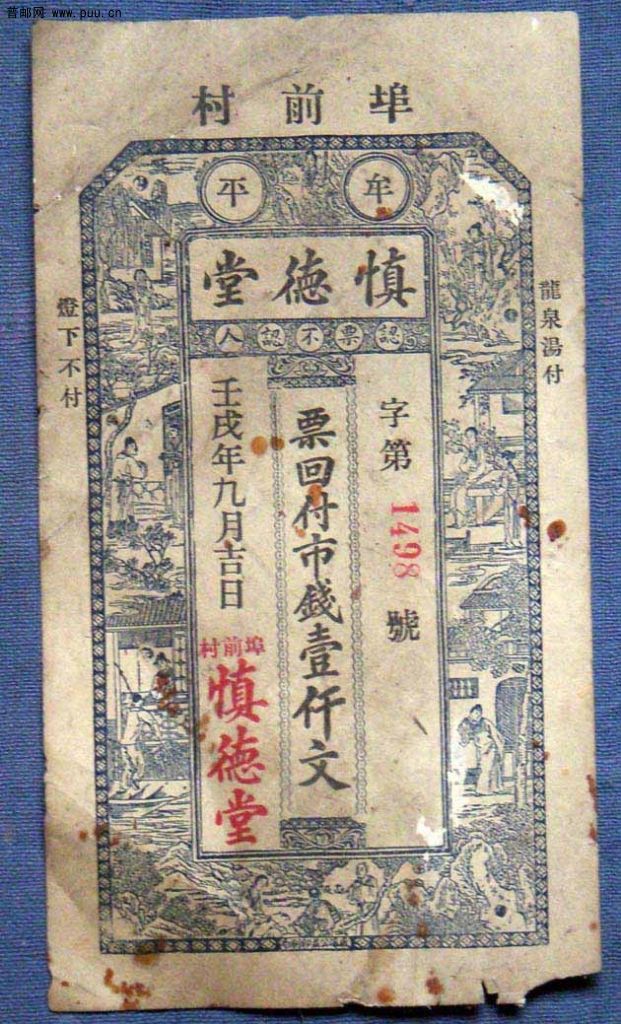 普邮网 www.puu.cn
埠前村
牟平
慎德堂
認票不認人
龍泉湯付
字第 1498 號
票回付市錢壹仟文
壬戌年九月吉日
埠前村
慎德堂
燈下不付